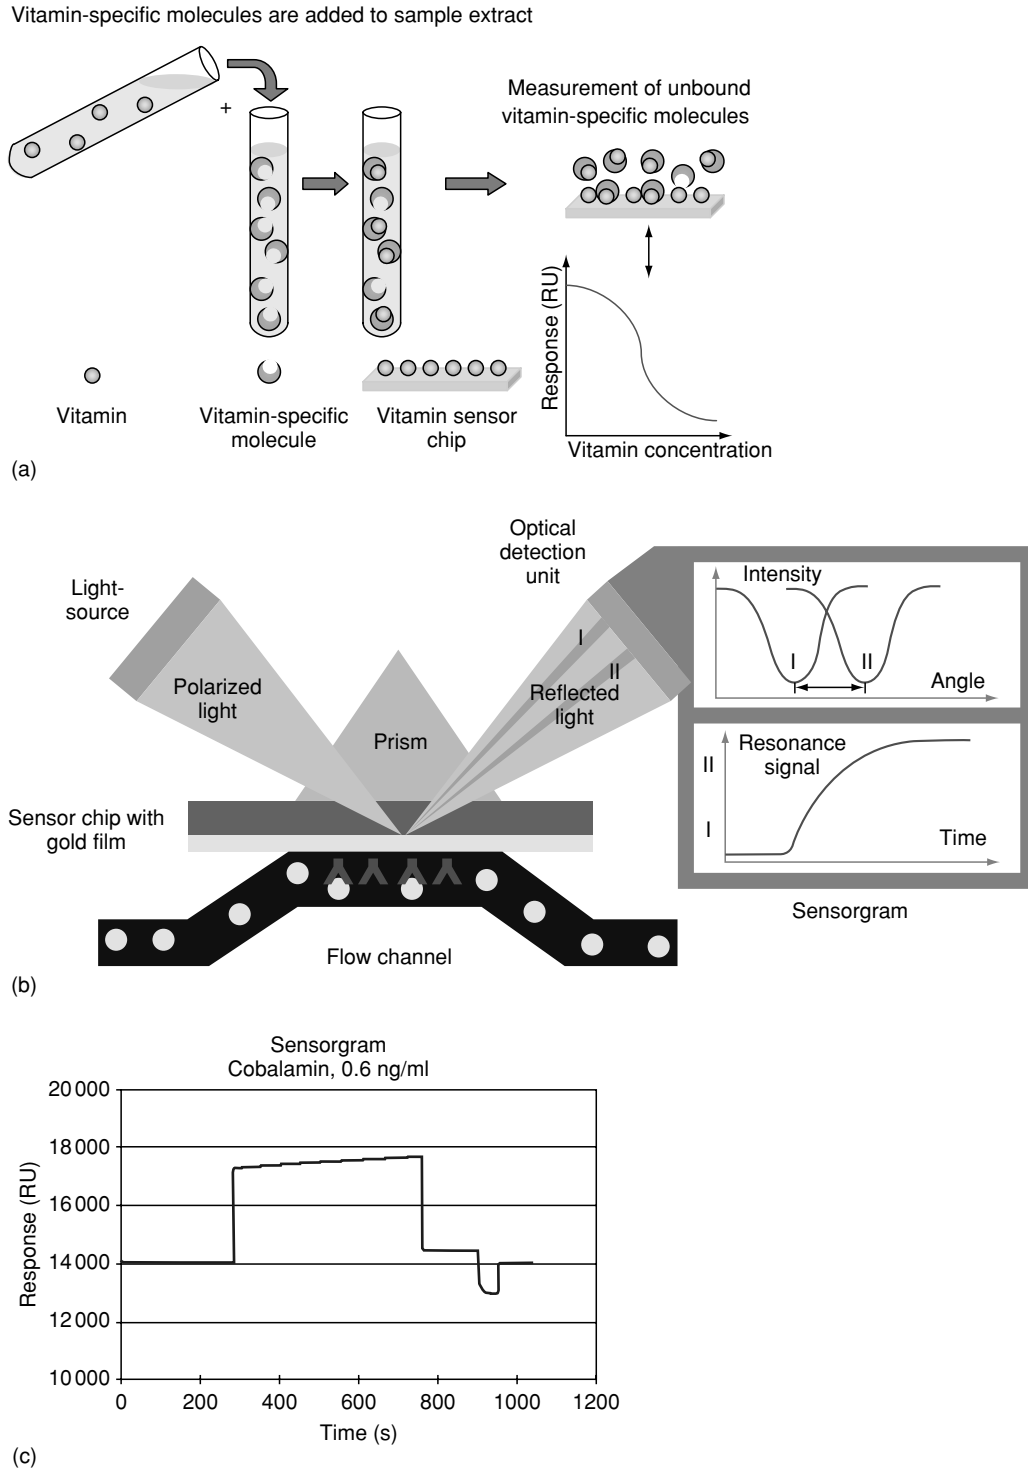 Vitamin-specific molecules are added to sample extract
+
Measurement of unbound
vitamin-specific molecules
Response (RU)
Vitamin concentration
Vitamin
Vitamin-specific
molecule
Vitamin sensor
chip
(a)
Optical
detection
unit
Light-
source
Polarized
light
Prism
I
II
Reflected
light
Intensity
I
II
Angle
Resonance
signal
II
I
Time
Sensorgram
Sensor chip with
gold film
Flow channel
(b)
Sensorgram
Cobalamin, 0.6 ng/ml
Response (RU)
20 000
18 000
16 000
14 000
12 000
10 000
0 200 400 600 800 1000 1200
Time (s)
(c)